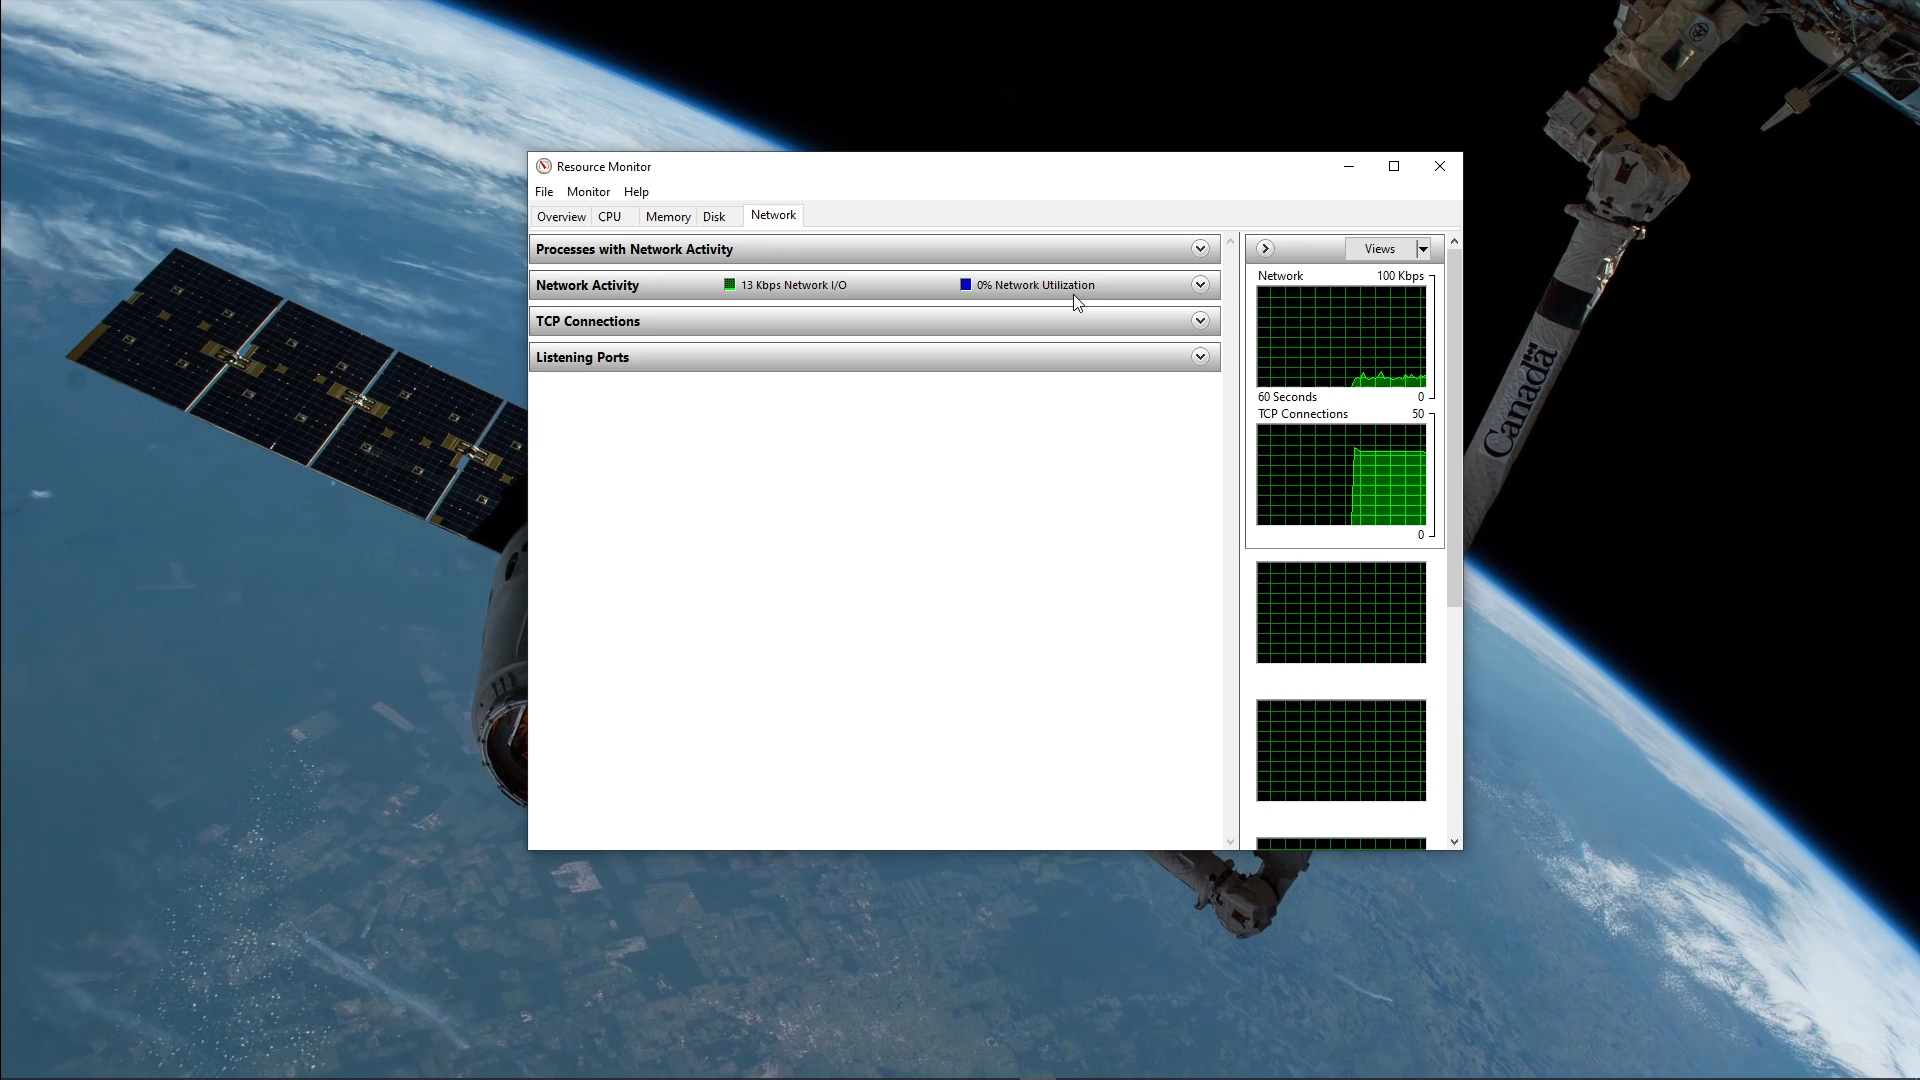 Resource Monitor
File Monitor Help
Overview CPU Memory Disk Network
Processes with Network Activity
Network Activity 13 Kbps Network I/O 0% Network Utilization
TCP Connections
Listening Ports
Views
Network 100 Kbps
60 Seconds 0
TCP Connections 50
0
Canada